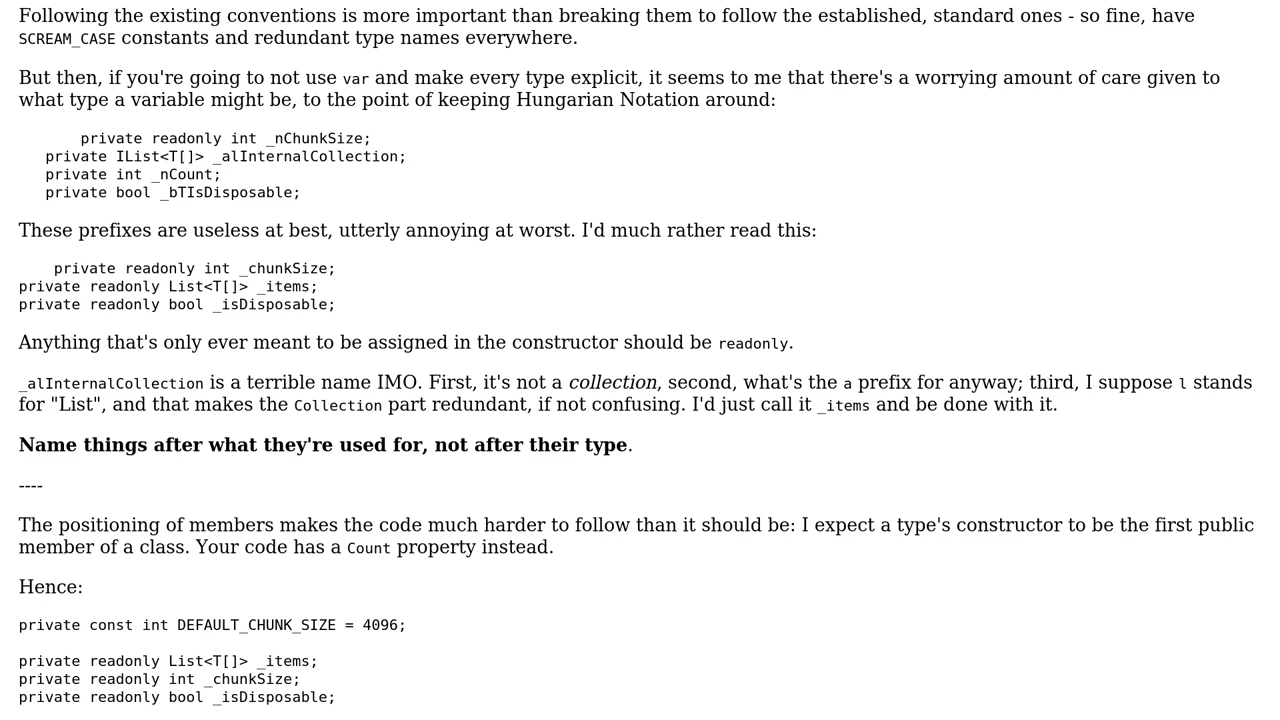 Following the existing conventions is more important than breaking them to follow the established, standard ones - so fine, have
SCREAM_CASE constants and redundant type names everywhere.
But then, if you're going to not use var and make every type explicit, it seems to me that there's a worrying amount of care given to
what type a variable might be, to the point of keeping Hungarian Notation around:
private readonly int _nChunkSize;
private IList<T[]> _alInternalCollection;
private int _nCount;
private bool _bTIsDisposable;
These prefixes are useless at best, utterly annoying at worst. I'd much rather read this:
private readonly int _chunkSize;
private readonly List<T[]> _items;
private readonly bool _isDisposable;
Anything that's only ever meant to be assigned in the constructor should be readonly.
_alInternalCollection is a terrible name IMO. First, it's not a collection, second, what's the a prefix for anyway; third, I suppose l stands
for "List", and that makes the Collection part redundant, if not confusing. I'd just call it _items and be done with it.
Name things after what they're used for, not after their type.
----
The positioning of members makes the code much harder to follow than it should be: I expect a type's constructor to be the first public
member of a class. Your code has a Count property instead.
Hence:
private const int DEFAULT_CHUNK_SIZE = 4096;
private readonly List<T[]> _items;
private readonly int _chunkSize;
private readonly bool _isDisposable;